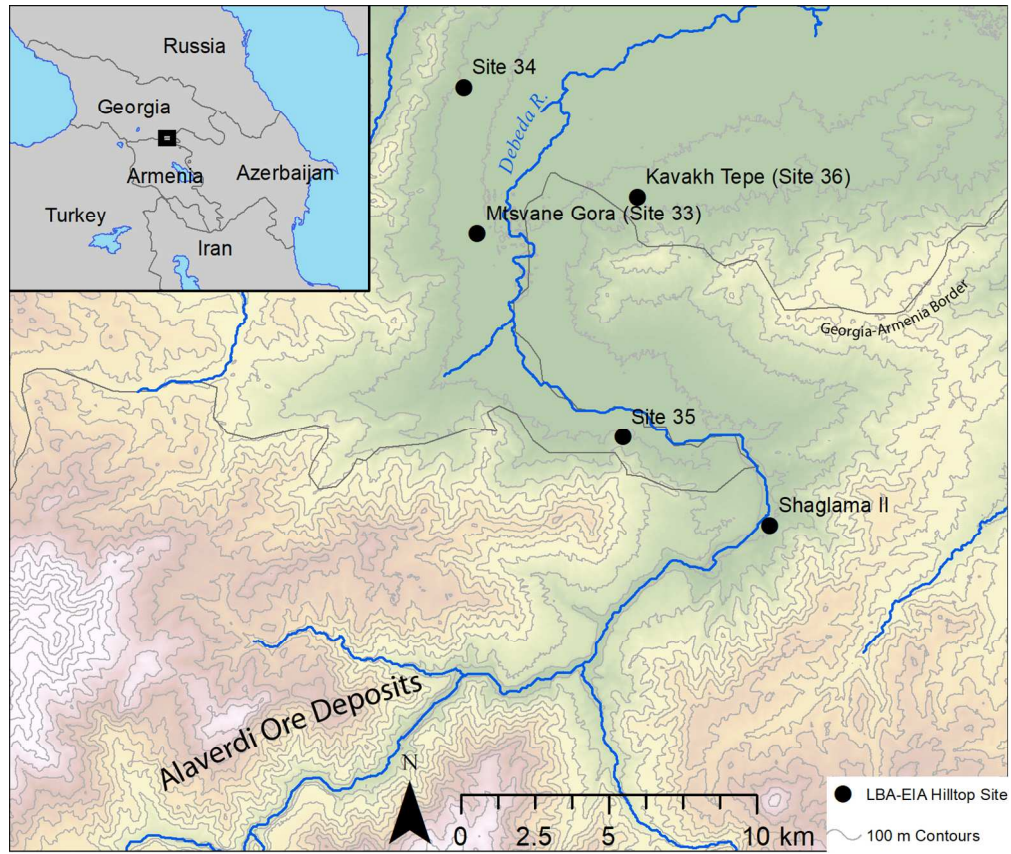 Russia
Georgia
Armenia
Azerbaijan
Turkey
Iran
Site 34
Debeda R.
Kavakh Tepe (Site 36)
Mtsvane Gora (Site 33)
Georgia-Armenia Border
Site 35
Shaglama II
Alaverdi Ore Deposits
N
0 2.5 5 10 km
LBA-EIA Hilltop Site
100 m Contours